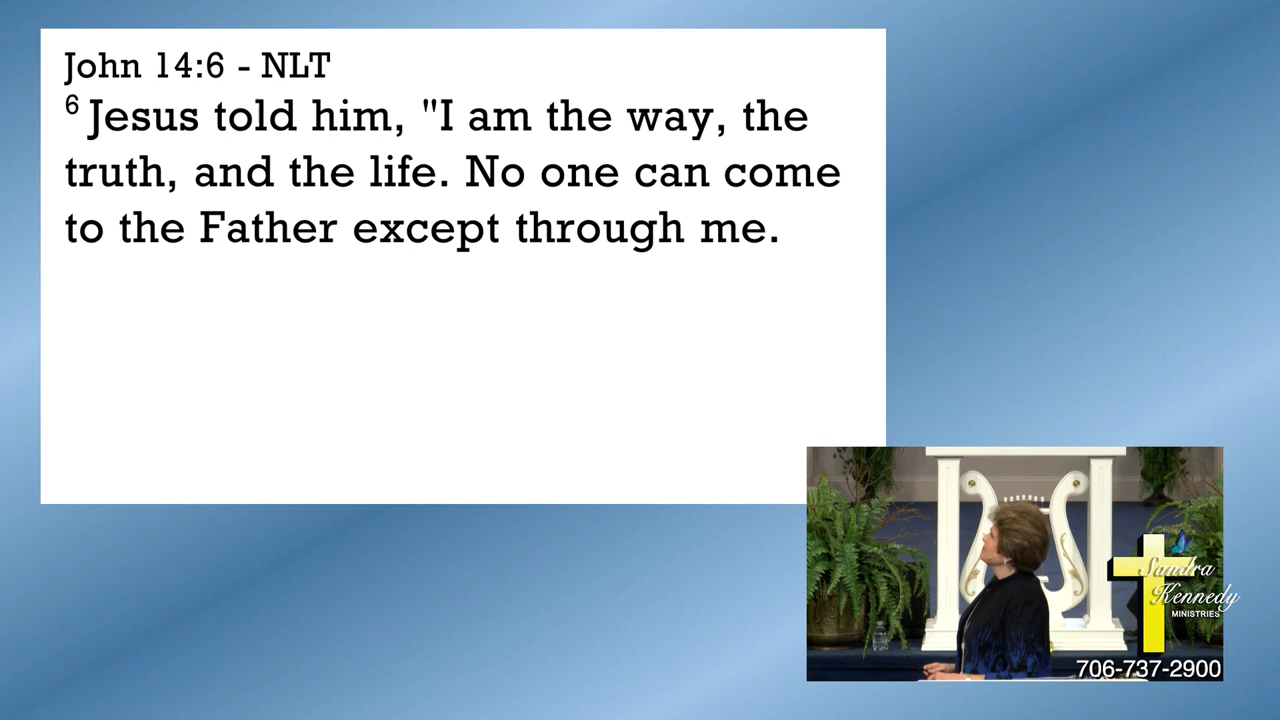 John 14:6 - NLT
6 Jesus told him, "I am the way, the
truth, and the life. No one can come
to the Father except through me.
Sandra
Kennedy
MINISTRIES
706-737-2900